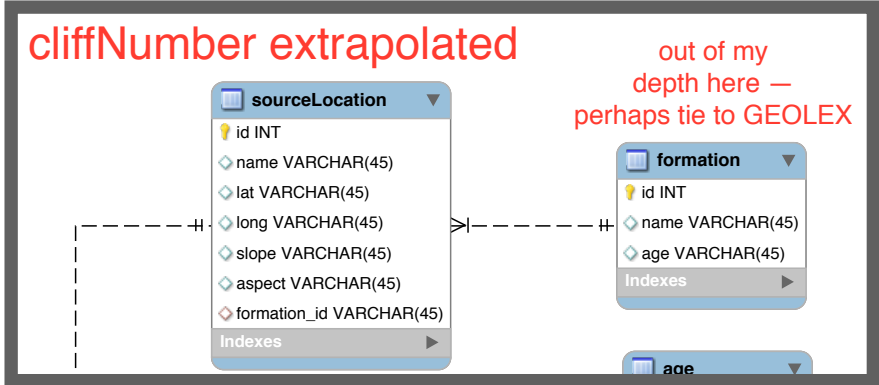 cliffNumber extrapolated
out of my
depth here —
perhaps tie to GEOLEX
sourceLocation
id INT
name VARCHAR(45)
lat VARCHAR(45)
long VARCHAR(45)
slope VARCHAR(45)
aspect VARCHAR(45)
formation_id VARCHAR(45)
Indexes
formation
id INT
name VARCHAR(45)
age VARCHAR(45)
Indexes
age